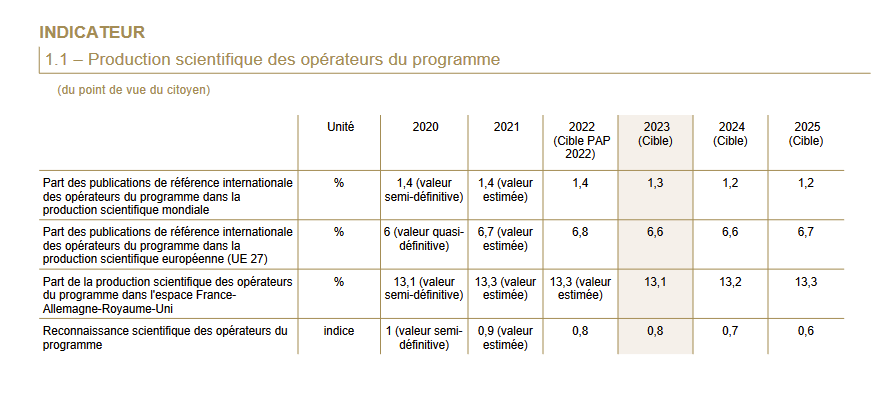 INDICATEUR
1.1 – Production scientifique des opérateurs du programme
(du point de vue du citoyen)
Unité 2020 2021 2022 2023 2024 2025
(Cible PAP (Cible) (Cible) (Cible)
2022)
Part des publications de référence internationale % 1,4 (valeur 1,4 (valeur 1,4 1,3 1,2 1,2
des opérateurs du programme dans la semi-définitive) estimée)
production scientifique mondiale
Part des publications de référence internationale % 6 (valeur quasi- 6,7 (valeur 6,8 6,6 6,6 6,7
des opérateurs du programme dans la définitive) estimée)
production scientifique européenne (UE 27)
Part de la production scientifique des opérateurs % 13,1 (valeur 13,3 (valeur 13,3 (valeur 13,1 13,2 13,3
du programme dans l'espace France- semi-définitive) estimée) estimée)
Allemagne-Royaume-Uni
Reconnaissance scientifique des opérateurs du indice 1 (valeur semi- 0,9 (valeur 0,8 0,8 0,7 0,6
programme définitive) estimée)